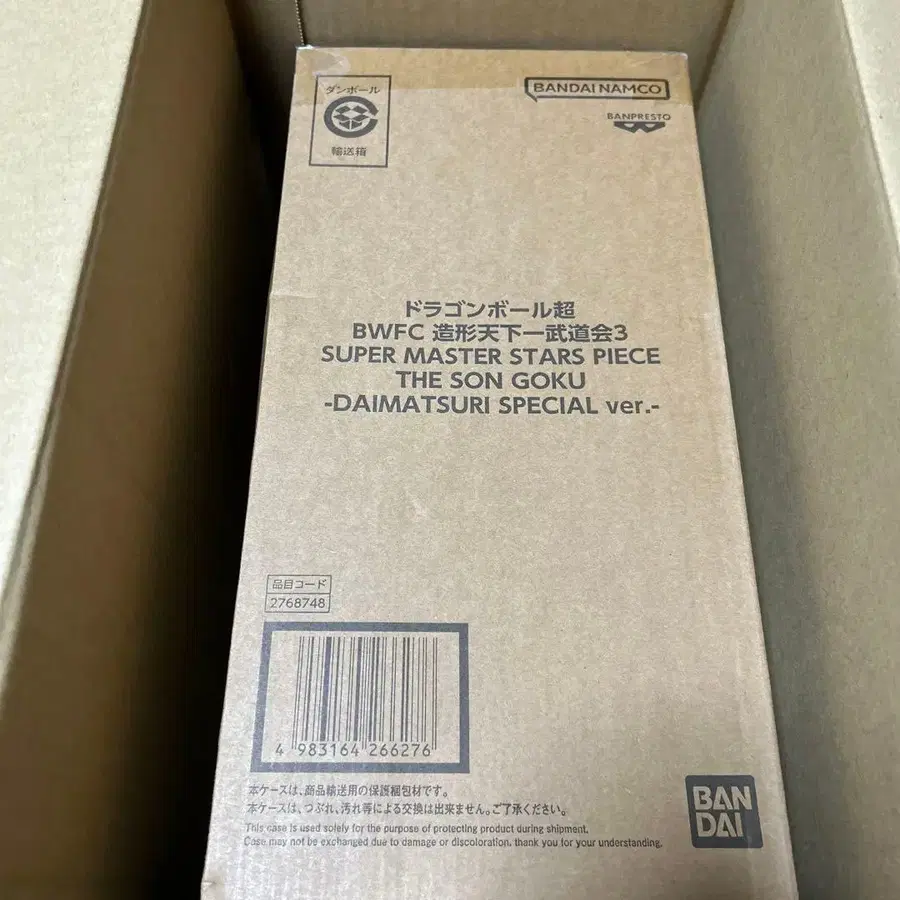 ダンボール
輸送箱
BANDAI NAMCO
BANPRESTO
ドラゴンボール超
BWFC 造形天下一武道会3
SUPER MASTER STARS PIECE
THE SON GOKU
-DAIMATSURI SPECIAL ver.-
品目コード
2768748
4 983164 266276
本ケースは、商品輸送用の保護梱包材です。
本ケースは、つぶれ、汚れ等による交換は出来ません。ご了承ください。
This case is used solely for the purpose of protecting product during shipment.
Case may not be exchanged due to damage or discoloration. thank you for your understanding.
BAN
DAI